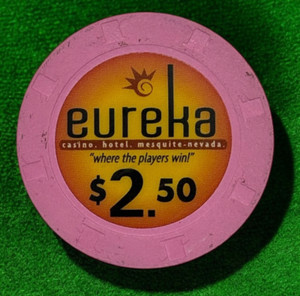 eureka
casino. hotel. mesquite-nevada.
"where the players win!"
$2.50